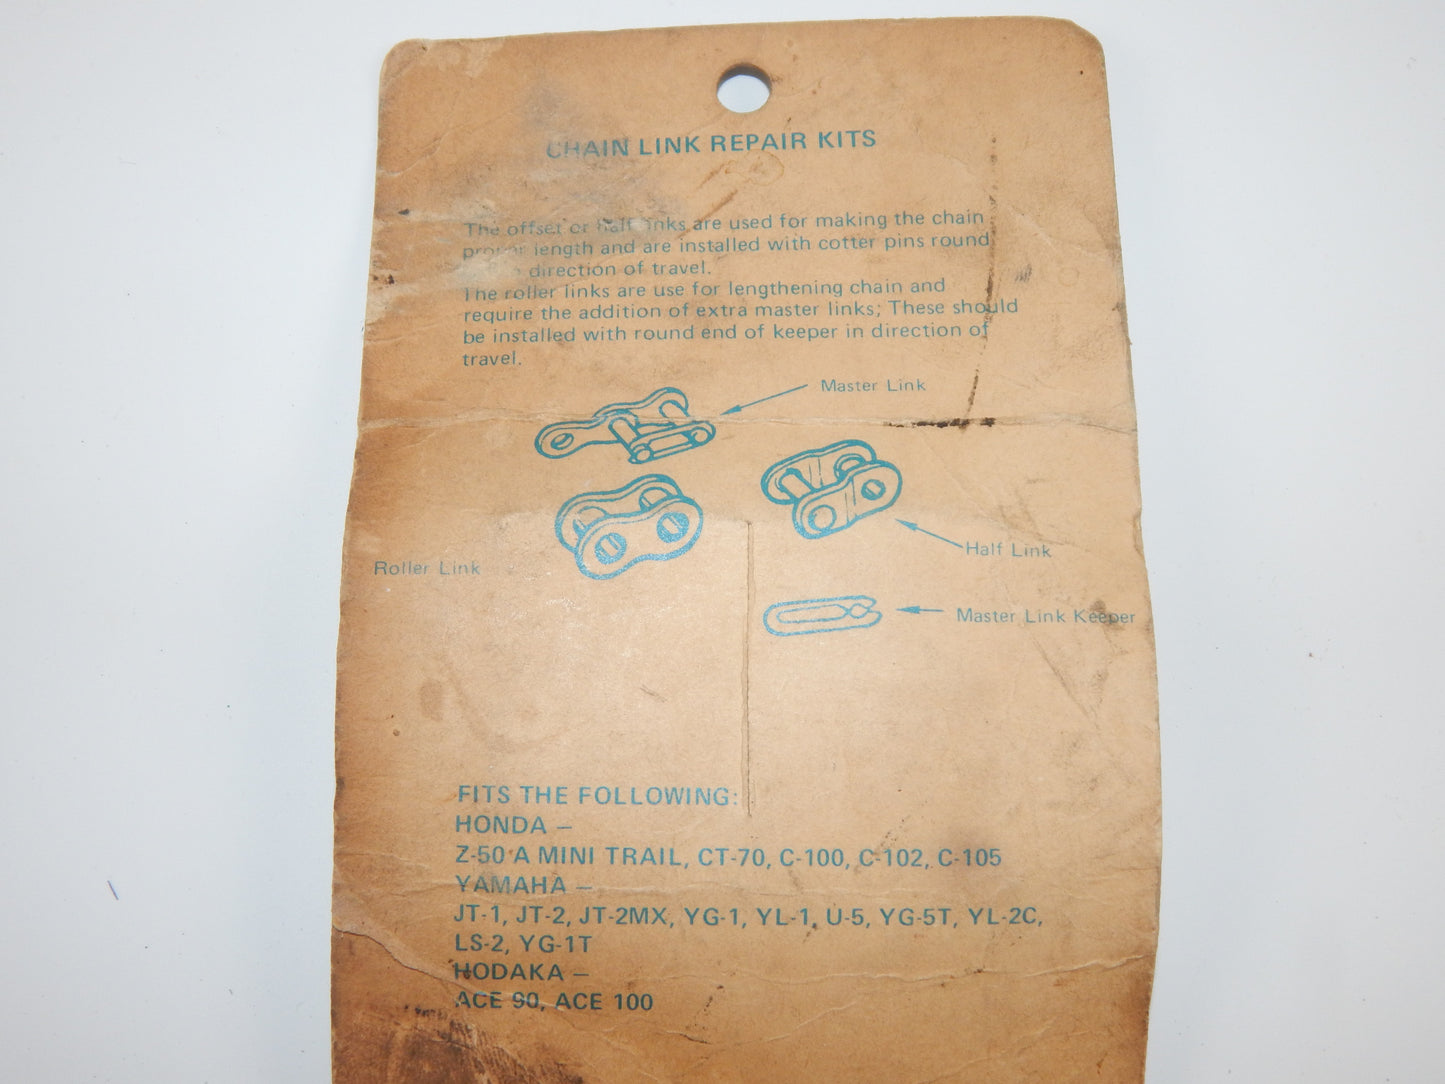 CHAIN LINK REPAIR KITS
The offset or half links are used for making the chain
proper length and are installed with cotter pins round
direction of travel.
The roller links are use for lengthening chain and
require the addition of extra master links; These should
be installed with round end of keeper in direction of
travel.
Master Link
Half Link
Roller Link
Master Link Keeper
FITS THE FOLLOWING:
HONDA –
Z-50 A MINI TRAIL, CT-70, C-100, C-102, C-105
YAMAHA –
JT-1, JT-2, JT-2MX, YG-1, YL-1, U-5, YG-5T, YL-2C,
LS-2, YG-1T
HODAKA –
ACE 90, ACE 100